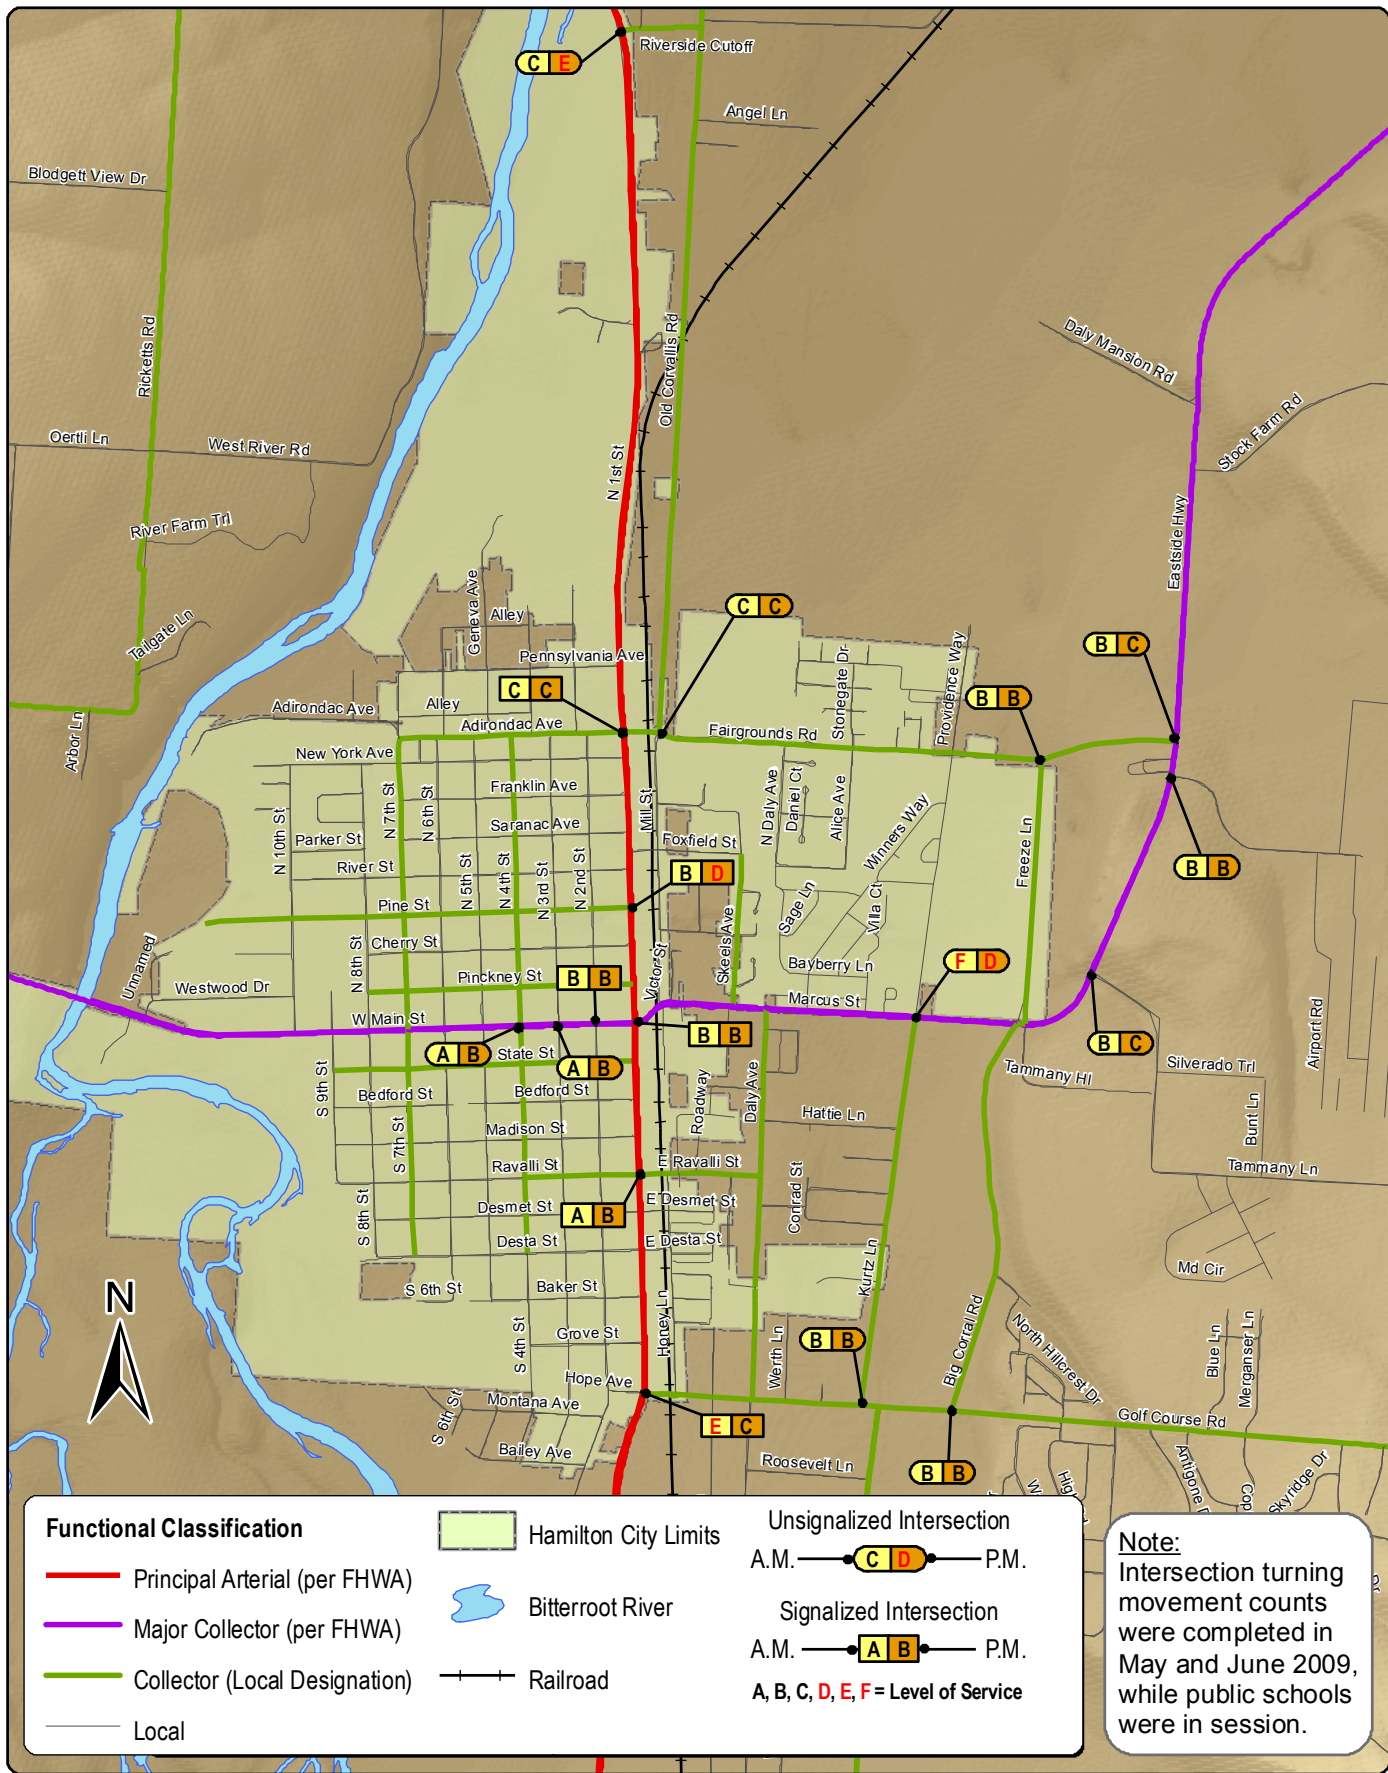 Riverside Cutoff
C E
Angel Ln
Blodgett View Dr
Ricketts Rd
Old Corvallis Rd
Daly Mansion Rd
Stock Farm Rd
Oertli Ln
West River Rd
N 1st St
River Farm Trl
Eastside Hwy
Geneva Ave
Alley
C C
Tailgate Ln
Pennsylvania Ave
Stonegate Dr
Providence Way
B C
C C
B B
Arbor Ln
Adirondac Ave
Alley
Adirondac Ave
Fairgrounds Rd
New York Ave
Franklin Ave
N 7th St
N 6th St
Mill St
N Daly Ave
Daniel Ct
Alice Ave
Winners Way
Freeze Ln
N 10th St
Parker St
Saranac Ave
Foxfield St
River St
N 5th St
N 4th St
N 3rd St
N 2nd St
B D
B B
Pine St
Sage Ln
Villa Ct
Skeels Ave
Unnamed
N 8th St
Cherry St
Pinckney St
B B
Victor St
Bayberry Ln
F D
Westwood Dr
Marcus St
W Main St
B B
B C
Airport Rd
A B
State St
A B
S 9th St
Bedford St
Bedford St
Roadway
Daly Ave
Tammany Hl
Silverado Trl
Bunt Ln
Hattie Ln
S 7th St
Madison St
Ravalli St
E Ravalli St
Tammany Ln
Conrad St
S 8th St
Desmet St
A B
E Desmet St
Desta St
E Desta St
Kurtz Ln
Md Cir
N
S 6th St
Baker St
Honey Ln
Big Corral Rd
North Hillcrest Dr
Blue Ln
Merganser Ln
S 4th St
Grove St
Werth Ln
B B
Hope Ave
S 6th St
Montana Ave
E C
Golf Course Rd
Bailey Ave
Roosevelt Ln
B B
Skyridge Dr
Functional Classification
Principal Arterial (per FHWA)
Major Collector (per FHWA)
Collector (Local Designation)
Local
Hamilton City Limits
Bitterroot River
Railroad
Unsignalized Intersection
A.M. C D P.M.
Signalized Intersection
A.M. A B P.M.
A, B, C, D, E, F = Level of Service
Note:
Intersection turning
movement counts
were completed in
May and June 2009,
while public schools
were in session.